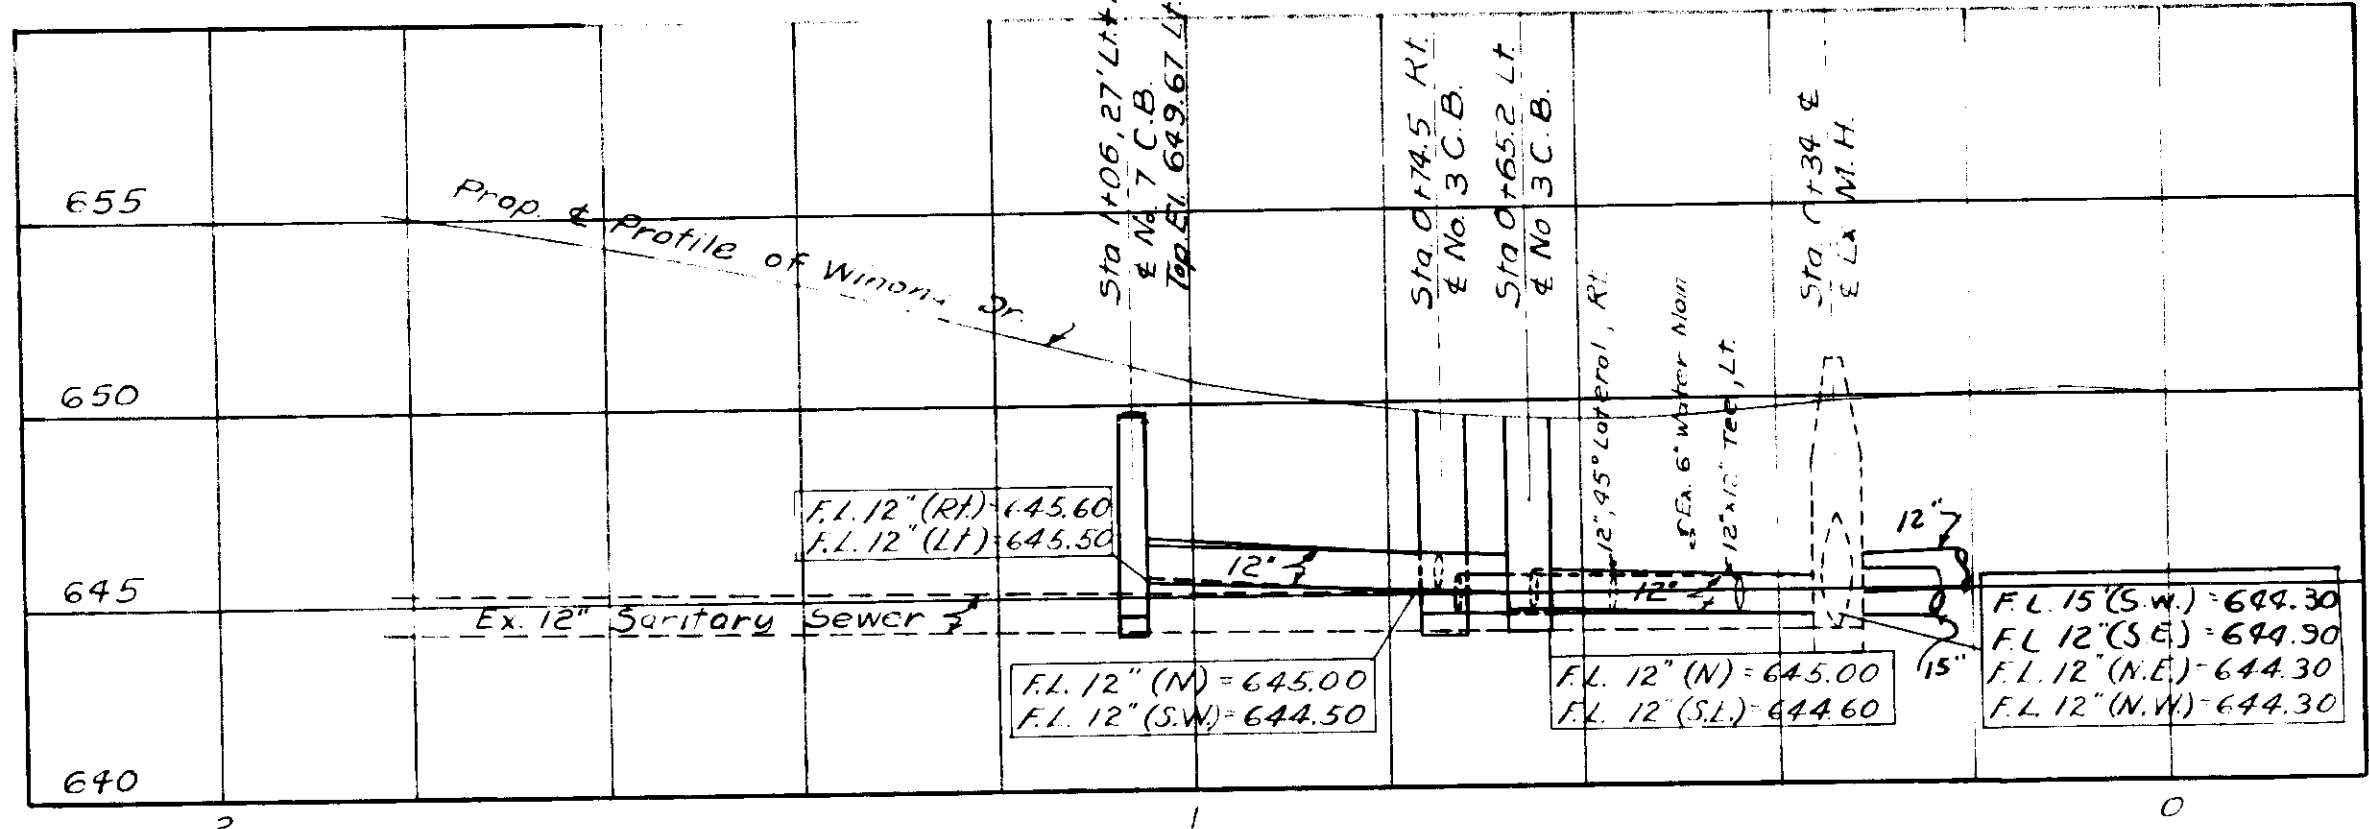 Sta 1+06, 27' Lt.
℄ No. 7 C.B.
Top El. 649.67 Lt.
Sta 0+74.5 Rt.
℄ No. 3 C.B.
Sta 0+65.2 Lt
℄ No 3 C.B.
Sta 0+34 ℄
M.H.
655
Prop. ℄ Profile of Dr.
650
12", 45° Lateral, Rt.
Ex. 6" Water Main
12"x12" Tee, Lt.
F.L. 12" (Rt.)=645.60
F.L. 12" (Lt)=645.50
12"
12"
12"
645
Ex. 12" Sanitary Sewer
F.L. 15"(S.W.)=644.30
F.L. 12"(S.E.)=644.90
F.L. 12"(N.E.)=644.30
F.L. 12"(N.W.)=644.30
15"
F.L. 12" (N)=645.00
F.L. 12" (S.W.)=644.50
F.L. 12" (N)=645.00
F.L. 12" (S.E.)=644.60
640
2
1
0